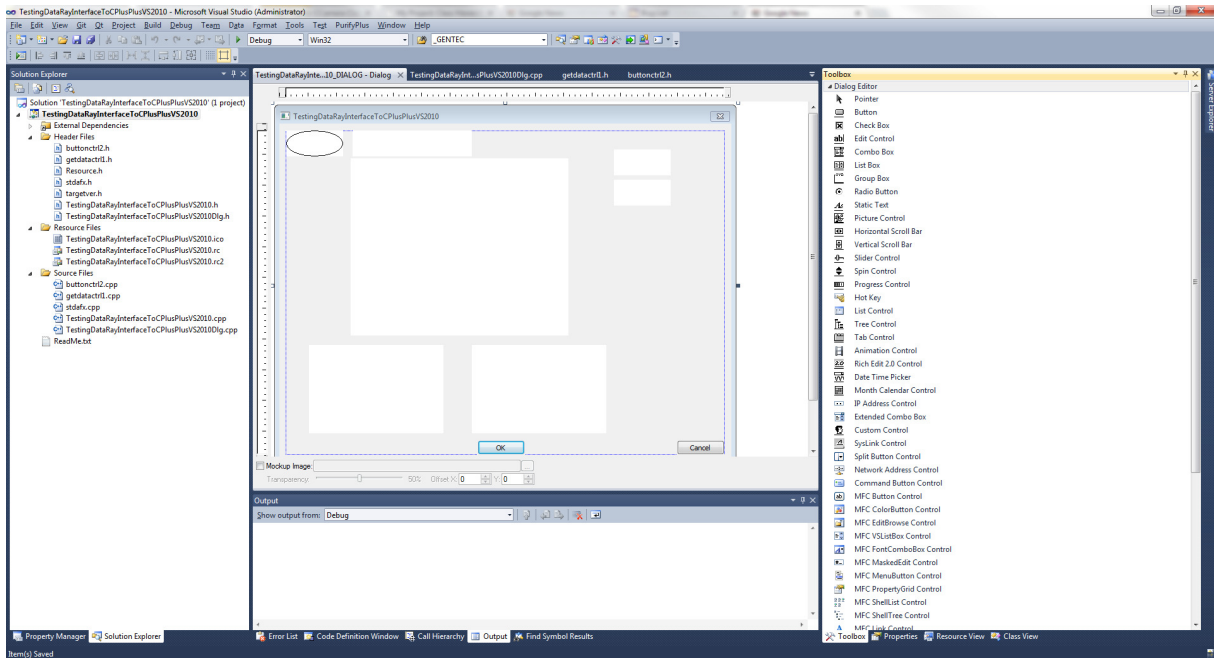 TestingDataRayInterfaceToCPlusPlusVS2010 - Microsoft Visual Studio (Administrator)
File Edit View Git Qt Project Build Debug Team Data Format Tools Test PurifyPlus Window Help
Debug Win32 _GENTEC
Solution Explorer
Solution 'TestingDataRayInterfaceToCPlusPlusVS2010' (1 project)
TestingDataRayInterfaceToCPlusPlusVS2010
External Dependencies
Header Files
buttonctrl2.h
getdatactrl1.h
Resource.h
stdafx.h
targetver.h
TestingDataRayInterfaceToCPlusPlusVS2010.h
TestingDataRayInterfaceToCPlusPlusVS2010Dlg.h
Resource Files
TestingDataRayInterfaceToCPlusPlusVS2010.ico
TestingDataRayInterfaceToCPlusPlusVS2010.rc
TestingDataRayInterfaceToCPlusPlusVS2010.rc2
Source Files
buttonctrl2.cpp
getdatactrl1.cpp
stdafx.cpp
TestingDataRayInterfaceToCPlusPlusVS2010.cpp
TestingDataRayInterfaceToCPlusPlusVS2010Dlg.cpp
ReadMe.txt
Property Manager Solution Explorer
TestingDataRayInte...10_DIALOG - Dialog TestingDataRayInt...sPlusVS2010Dlg.cpp getdatactrl1.h buttonctrl2.h
TestingDataRayInterfaceToCPlusPlusVS2010
OK Cancel
Mockup Image:
Transparency 50% Offset X: 0 Y: 0
Output
Show output from: Debug
Error List Code Definition Window Call Hierarchy Output Find Symbol Results
Toolbox
Dialog Editor
Pointer
Button
Check Box
Edit Control
Combo Box
List Box
Group Box
Radio Button
Static Text
Picture Control
Horizontal Scroll Bar
Vertical Scroll Bar
Slider Control
Spin Control
Progress Control
Hot Key
List Control
Tree Control
Tab Control
Animation Control
Rich Edit 2.0 Control
Date Time Picker
Month Calendar Control
IP Address Control
Extended Combo Box
Custom Control
SysLink Control
Split Button Control
Network Address Control
Command Button Control
MFC Button Control
MFC ColorButton Control
MFC EditBrowse Control
MFC VSListBox Control
MFC FontComboBox Control
MFC MaskedEdit Control
MFC MenuButton Control
MFC PropertyGrid Control
MFC ShellList Control
MFC ShellTree Control
MFC Link Control
Toolbox Properties Resource View Class View
Server Explorer
Item(s) Saved